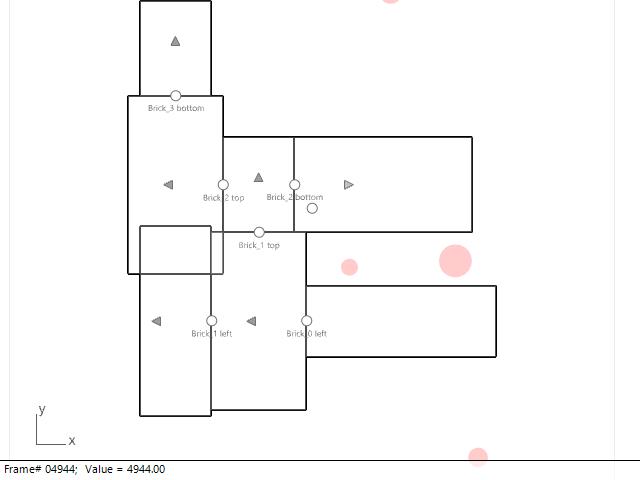 Brick_3 bottom
Brick_2 top
Brick_2 bottom
Brick_1 top
Brick_1 left
Brick_0 left
y
x
Frame# 04944;  Value = 4944.00